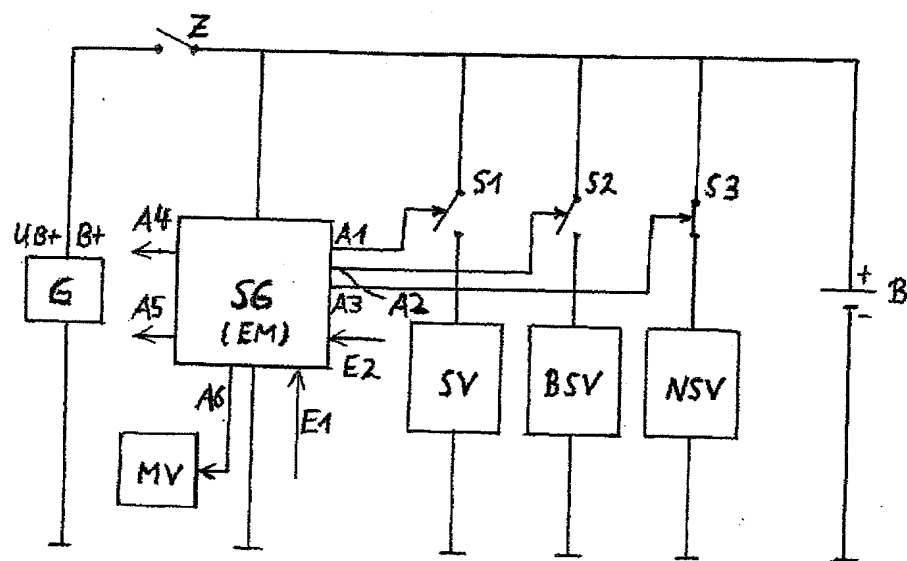 Z
S1
S2
S3
A4
UB+ B+
A1
G
SG
(EM)
A2
A3
A5
E2
+
-
B
A6
E1
SV
BSV
NSV
MV